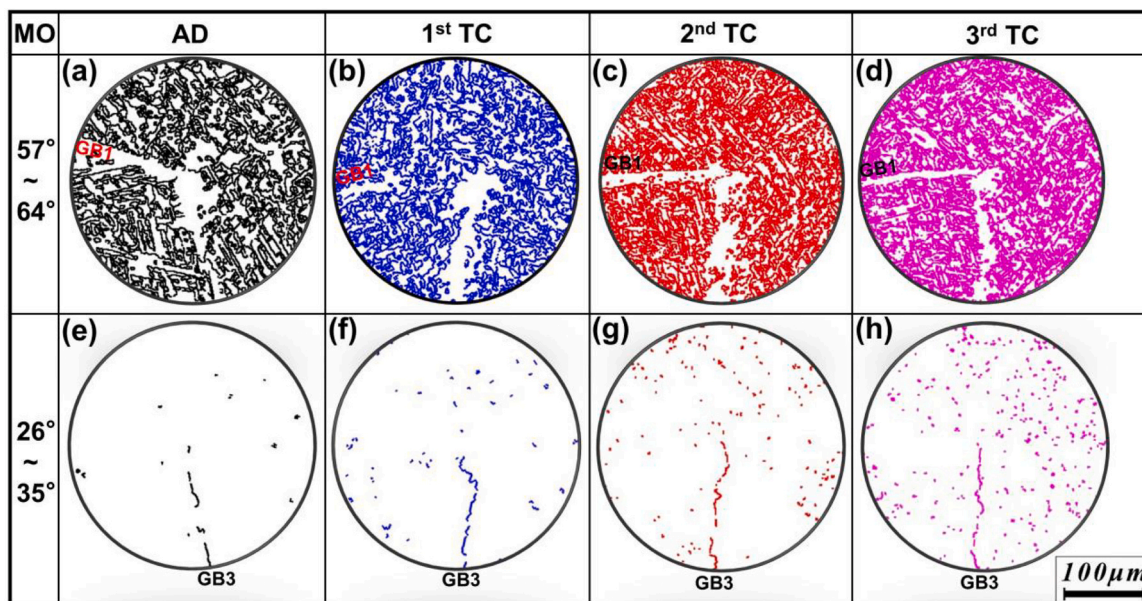 MO AD 1st TC 2nd TC 3rd TC
(a) (b) (c) (d)
57° ~ 64°
GB1 GB1 GB1 GB1
(e) (f) (g) (h)
26° ~ 35°
GB3 GB3 GB3 GB3
100μm